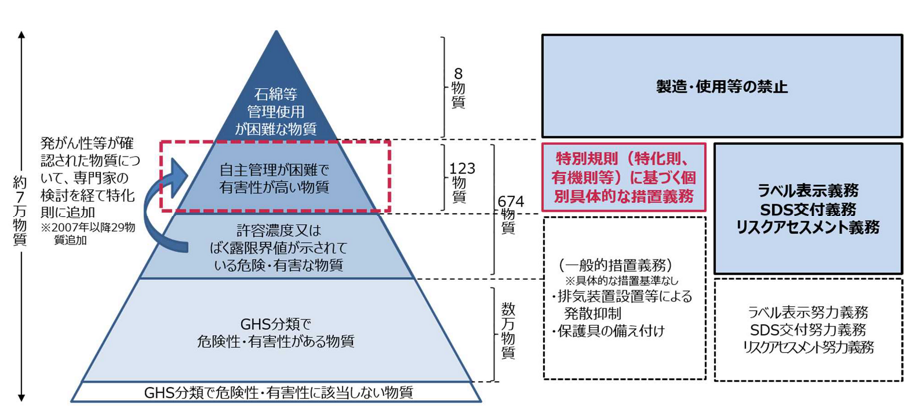 約７万物質
発がん性等が確
認された物質につ
いて、専門家の
検討を経て特化
則に追加
※2007年以降29物
質追加
石綿等
管理使用
が困難な物質
自主管理が困難で
有害性が高い物質
許容濃度又は
ばく露限界値が示されて
いる危険・有害な物質
GHS分類で
危険性・有害性がある物質
GHS分類で危険性・有害性に該当しない物質
8物質
123物質
674物質
数万物質
製造・使用等の禁止
特別規則（特化則、
有機則等）に基づく個
別具体的な措置義務
（一般的措置義務）
※具体的な措置基準なし
・排気装置設置等による
発散抑制
・保護具の備え付け
ラベル表示義務
SDS交付義務
リスクアセスメント義務
ラベル表示努力義務
SDS交付努力義務
リスクアセスメント努力義務